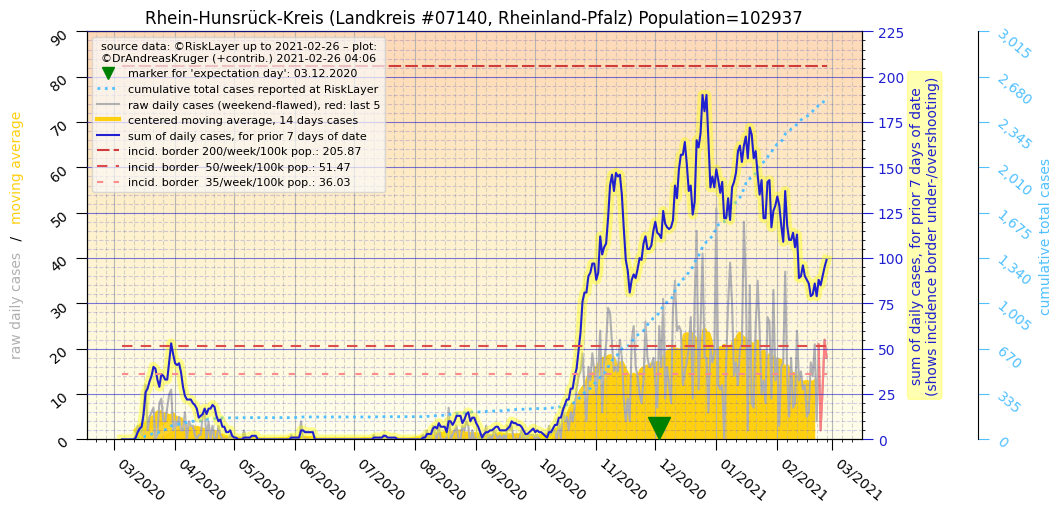 Rhein-Hunsrück-Kreis (Landkreis #07140, Rheinland-Pfalz) Population=102937
source data: ©RiskLayer up to 2021-02-26 – plot:
©DrAndreasKruger (+contrib.) 2021-02-26 04:06
marker for 'expectation day': 03.12.2020
cumulative total cases reported at RiskLayer
raw daily cases (weekend-flawed), red: last 5
centered moving average, 14 days cases
sum of daily cases, for prior 7 days of date
incid. border 200/week/100k pop.: 205.87
incid. border  50/week/100k pop.: 51.47
incid. border  35/week/100k pop.: 36.03
raw daily cases / moving average
90
80
70
60
50
40
30
20
10
0
225
200
175
150
125
100
75
50
25
0
sum of daily cases, for prior 7 days of date
(shows incidence border under-/overshooting)
3,015
2,680
2,345
2,010
1,675
1,340
1,005
670
335
0
cumulative total cases
03/2020
04/2020
05/2020
06/2020
07/2020
08/2020
09/2020
10/2020
11/2020
12/2020
01/2021
02/2021
03/2021